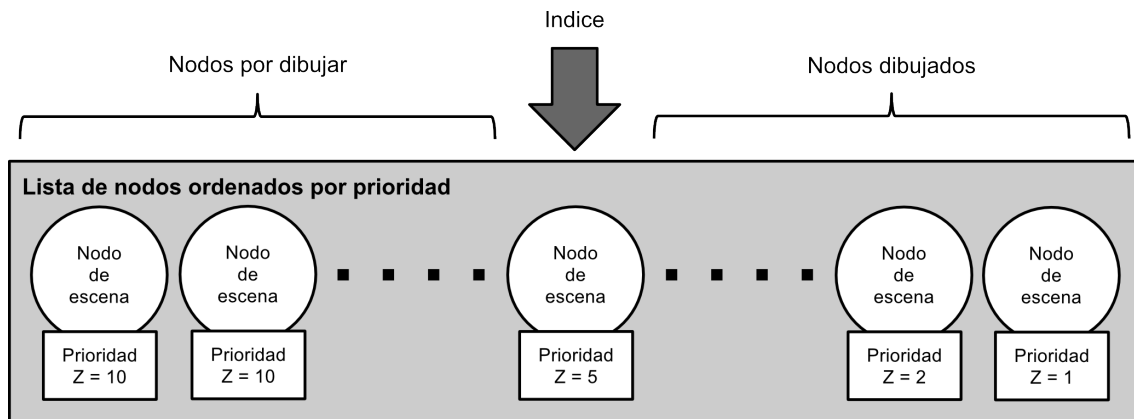 Indice
Nodos por dibujar
Nodos dibujados
Lista de nodos ordenados por prioridad
Nodo
de
escena
Prioridad
Z = 10
Nodo
de
escena
Prioridad
Z = 10
Nodo
de
escena
Prioridad
Z = 5
Nodo
de
escena
Prioridad
Z = 2
Nodo
de
escena
Prioridad
Z = 1